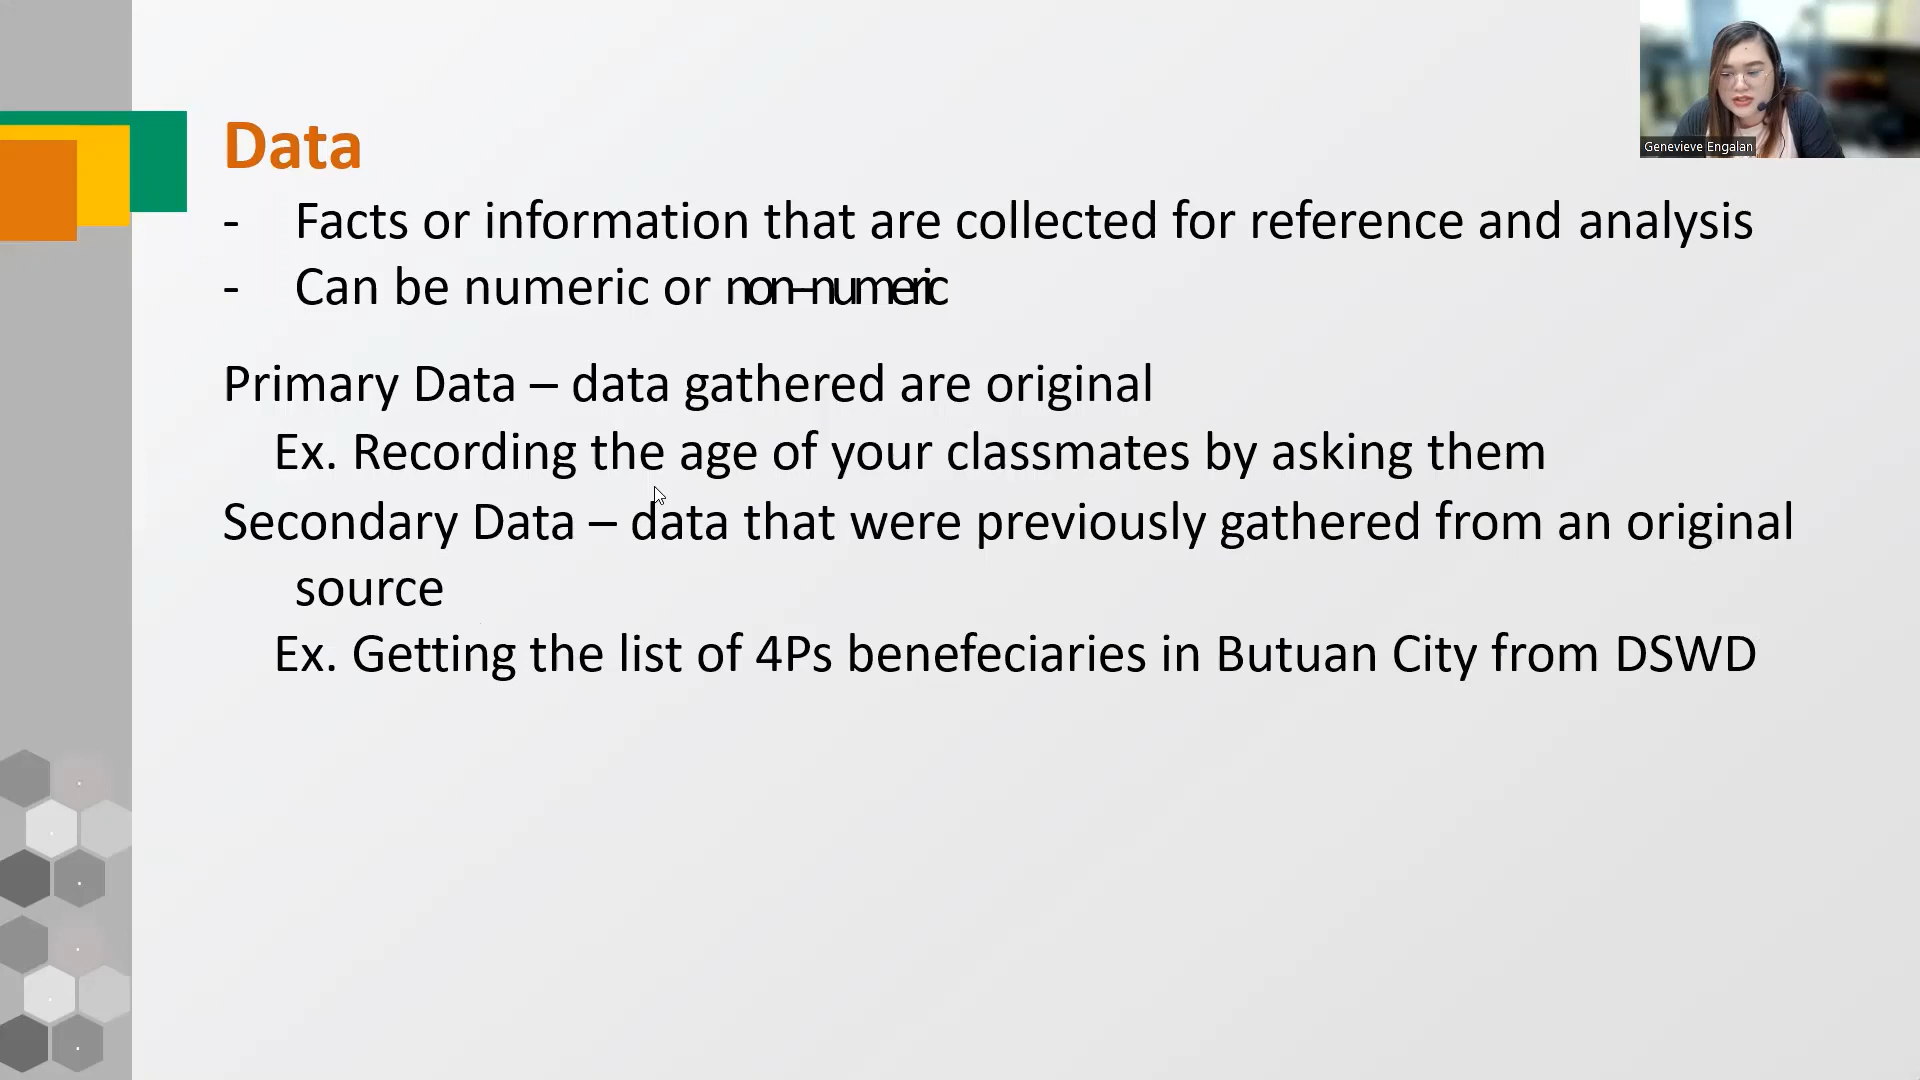 Genevieve Engalan
Data
- Facts or information that are collected for reference and analysis
- Can be numeric or non–numeric
Primary Data – data gathered are original
Ex. Recording the age of your classmates by asking them
Secondary Data – data that were previously gathered from an original
source
Ex. Getting the list of 4Ps benefeciaries in Butuan City from DSWD